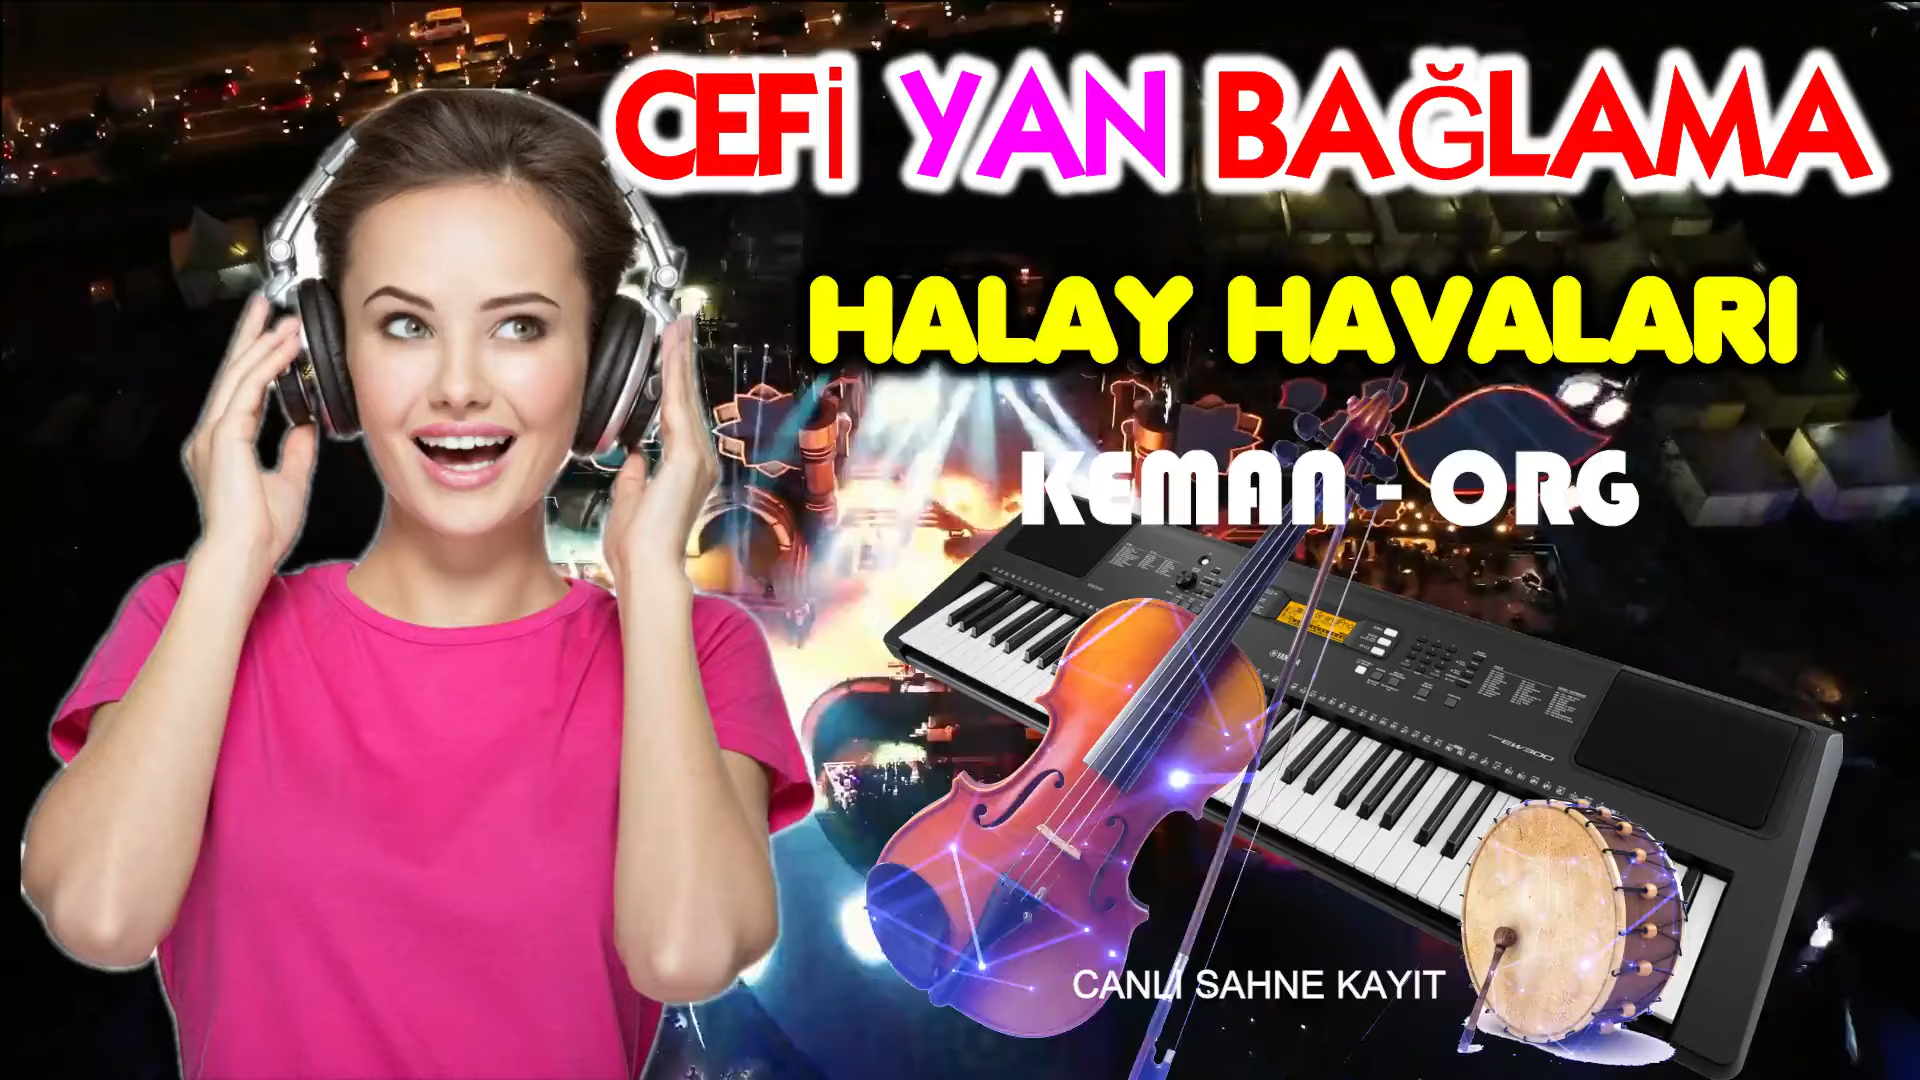 CEFİ YAN BAĞLAMA
HALAY HAVALARI
KEMAN - ORG
CANLI SAHNE KAYIT